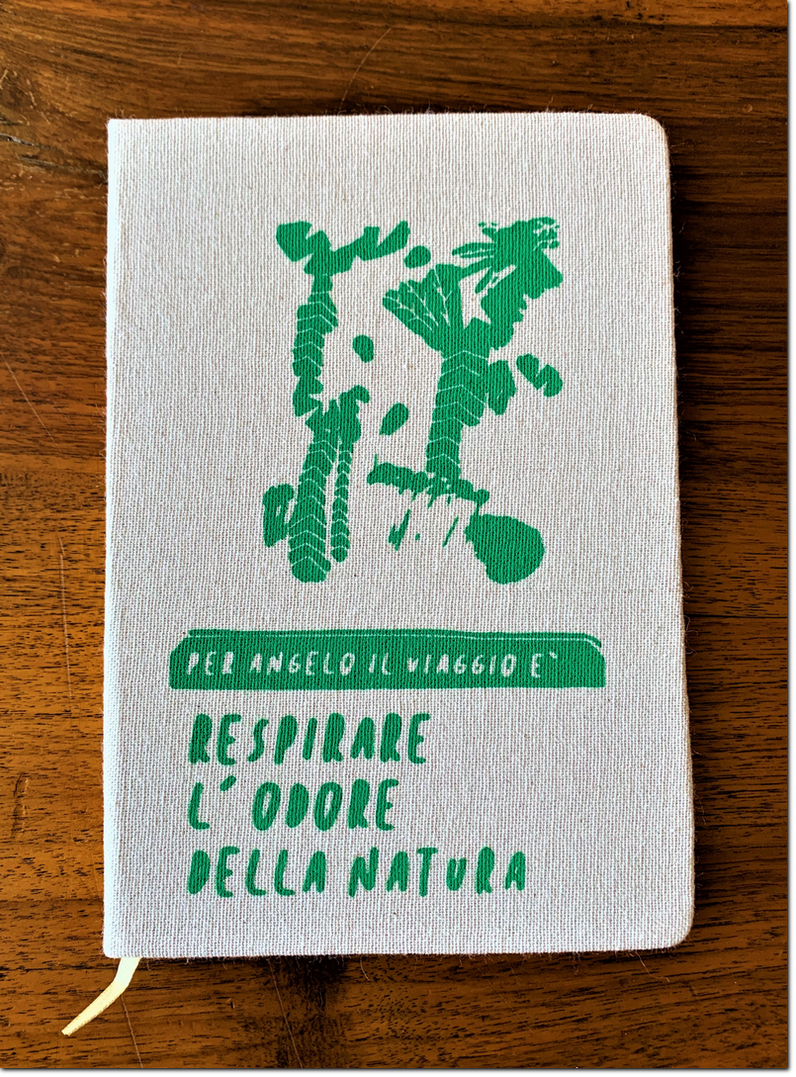 PER ANGELO IL VIAGGIO E`
RESPIRARE
L' ODORE
DELLA NATURA